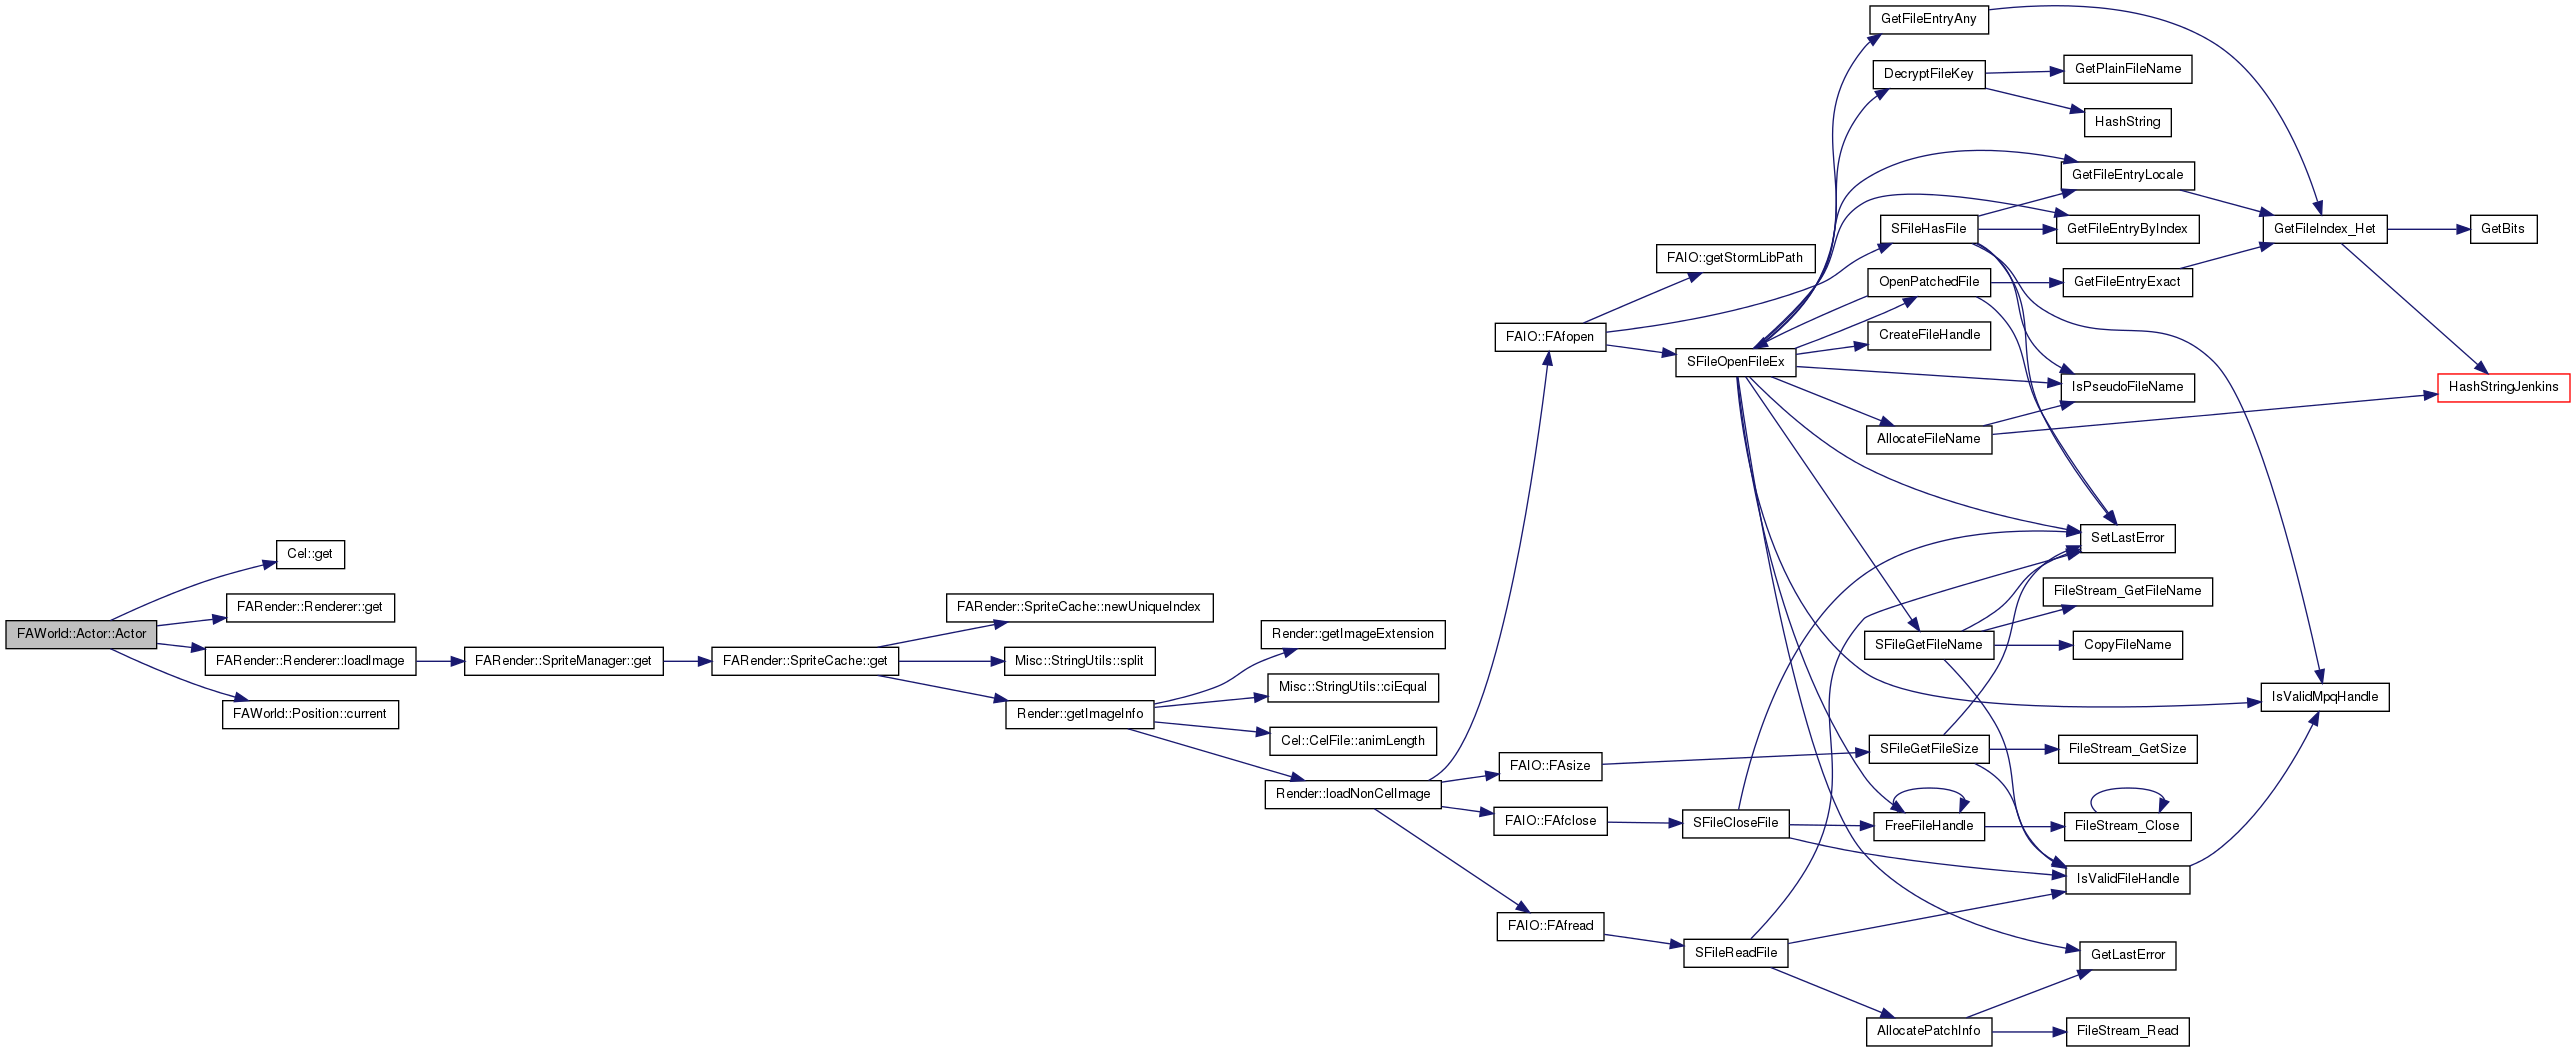 FAWorld::Actor::Actor
Cel::get
FARender::Renderer::get
FARender::Renderer::loadImage
FAWorld::Position::current
FARender::SpriteManager::get
FARender::SpriteCache::get
FARender::SpriteCache::newUniqueIndex
Misc::StringUtils::split
Render::getImageInfo
Render::getImageExtension
Misc::StringUtils::ciEqual
Cel::CelFile::animLength
Render::loadNonCelImage
FAIO::FAfopen
FAIO::FAsize
FAIO::FAfclose
FAIO::FAfread
FAIO::getStormLibPath
SFileOpenFileEx
SFileCloseFile
SFileReadFile
GetFileEntryAny
DecryptFileKey
SFileHasFile
OpenPatchedFile
CreateFileHandle
AllocateFileName
SFileGetFileName
SFileGetFileSize
FreeFileHandle
AllocatePatchInfo
GetPlainFileName
HashString
GetFileEntryLocale
GetFileEntryByIndex
GetFileEntryExact
IsPseudoFileName
SetLastError
FileStream_GetFileName
CopyFileName
FileStream_GetSize
FileStream_Close
IsValidFileHandle
GetLastError
FileStream_Read
GetFileIndex_Het
IsValidMpqHandle
GetBits
HashStringJenkins